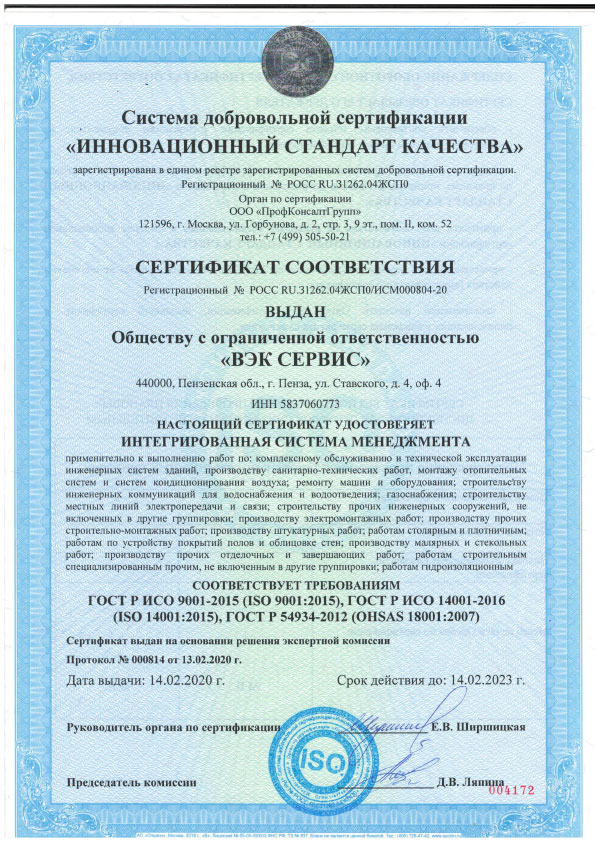 Система добровольной сертификации
«ИННОВАЦИОННЫЙ СТАНДАРТ КАЧЕСТВА»
зарегистрирована в едином реестре зарегистрированных систем добровольной сертификации.
Регистрационный № РОСС RU.31262.04ЖСП0
Орган по сертификации
ООО «ПрофКонсалтГрупп»
121596, г. Москва, ул. Горбунова, д. 2, стр. 3, 9 эт., пом. II, ком. 52
тел.: +7 (499) 505-50-21
СЕРТИФИКАТ СООТВЕТСТВИЯ
Регистрационный № РОСС RU.31262.04ЖСП0/ИСМ000804-20
ВЫДАН
Обществу с ограниченной ответственностью
«ВЭК СЕРВИС»
440000, Пензенская обл., г. Пенза, ул. Ставского, д. 4, оф. 4
ИНН 5837060773
НАСТОЯЩИЙ СЕРТИФИКАТ УДОСТОВЕРЯЕТ
ИНТЕГРИРОВАННАЯ СИСТЕМА МЕНЕДЖМЕНТА
применительно к выполнению работ по: комплексному обслуживанию и технической эксплуатации
инженерных систем зданий, производству санитарно-технических работ, монтажу отопительных
систем и систем кондиционирования воздуха; ремонту машин и оборудования; строительству
инженерных коммуникаций для водоснабжения и водоотведения; газоснабжения; строительству
местных линий электропередачи и связи; строительству прочих инженерных сооружений, не
включенных в другие группировки; производству электромонтажных работ; производству прочих
строительно-монтажных работ; производству штукатурных работ; работам столярным и плотничным;
работам по устройству покрытий полов и облицовке стен; производству малярных и стекольных
работ; производству прочих отделочных и завершающих работ; работам строительным
специализированным прочим, не включенным в другие группировки; работам гидроизоляционным
СООТВЕТСТВУЕТ ТРЕБОВАНИЯМ
ГОСТ Р ИСО 9001-2015 (ISO 9001:2015), ГОСТ Р ИСО 14001-2016
(ISO 14001:2015), ГОСТ Р 54934-2012 (OHSAS 18001:2007)
Сертификат выдан на основании решения экспертной комиссии
Протокол № 000814 от 13.02.2020 г.
Дата выдачи: 14.02.2020 г. Срок действия до: 14.02.2023 г.
Руководитель органа по сертификации Е.В. Ширшицкая
ISO
Председатель комиссии Д.В. Ляпина
004172